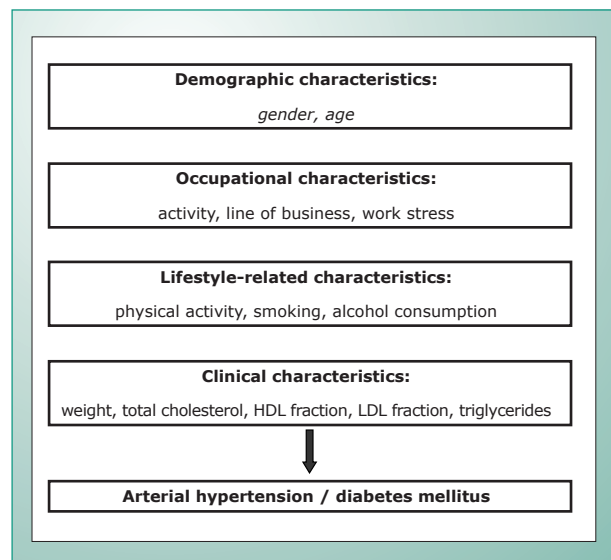 Demographic characteristics:
gender, age
Occupational characteristics:
activity, line of business, work stress
Lifestyle-related characteristics:
physical activity, smoking, alcohol consumption
Clinical characteristics:
weight, total cholesterol, HDL fraction, LDL fraction, triglycerides
Arterial hypertension / diabetes mellitus